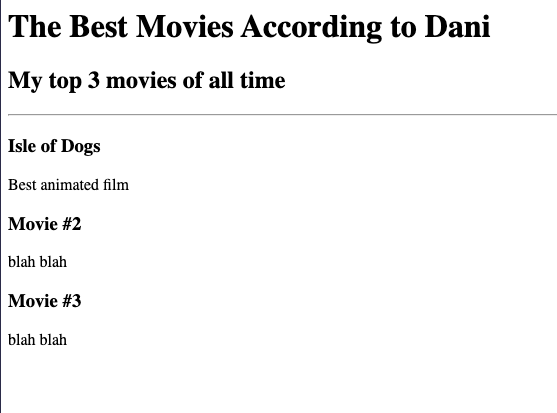 The Best Movies According to Dani
My top 3 movies of all time
Isle of Dogs
Best animated film
Movie #2
blah blah
Movie #3
blah blah